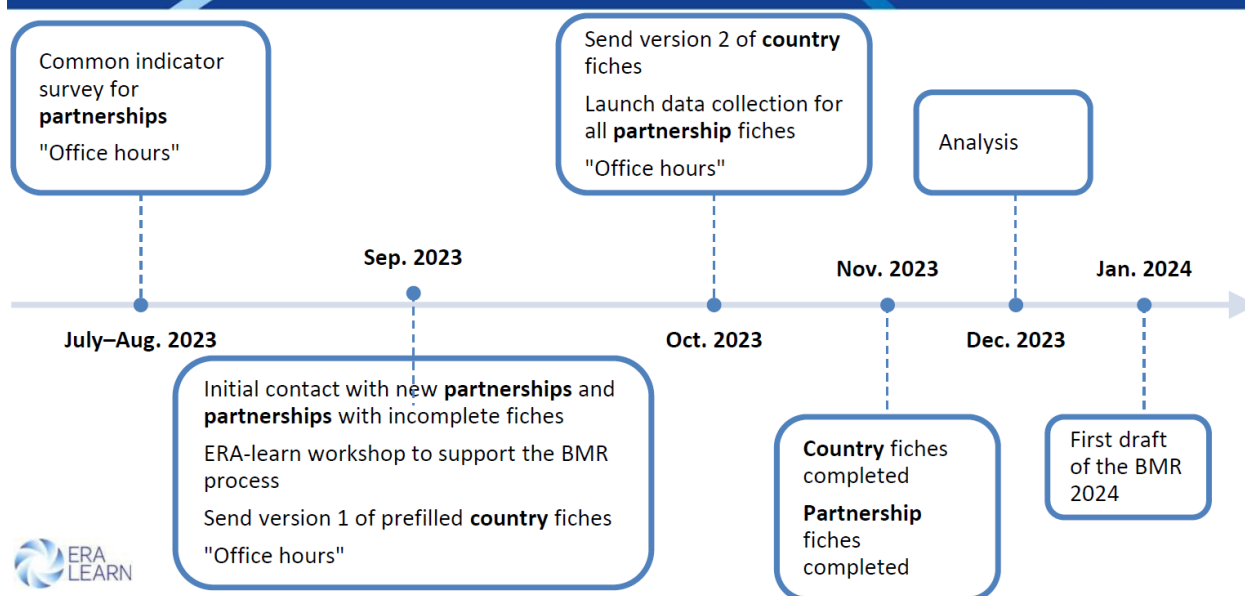 Common indicator
survey for
partnerships
"Office hours"
Send version 2 of country
fiches
Launch data collection for
all partnership fiches
"Office hours"
Analysis
Sep. 2023
Nov. 2023
Jan. 2024
July–Aug. 2023
Oct. 2023
Dec. 2023
Initial contact with new partnerships and
partnerships with incomplete fiches
ERA-learn workshop to support the BMR
process
Send version 1 of prefilled country fiches
"Office hours"
Country fiches
completed
Partnership
fiches
completed
First draft
of the BMR
2024
ERA
LEARN